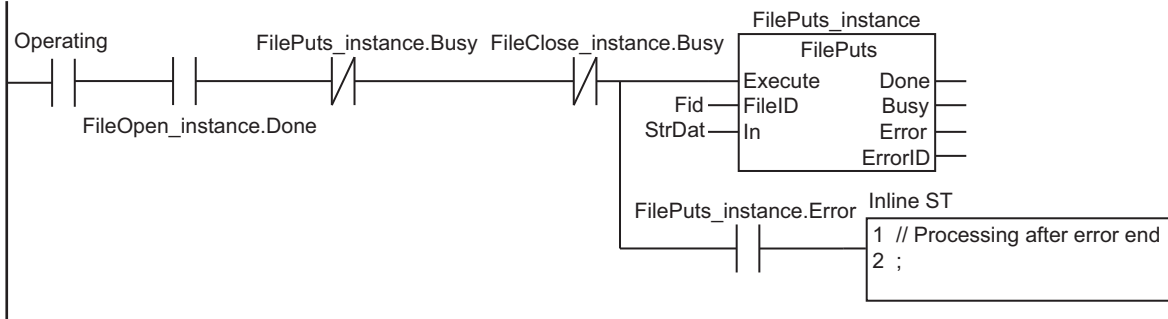 FilePuts_instance
Operating
FilePuts_instance.Busy
FileClose_instance.Busy
FilePuts
Execute
Done
Fid
FileID
Busy
StrDat
In
Error
FileOpen_instance.Done
ErrorID
FilePuts_instance.Error
Inline ST
1 // Processing after error end
2 ;